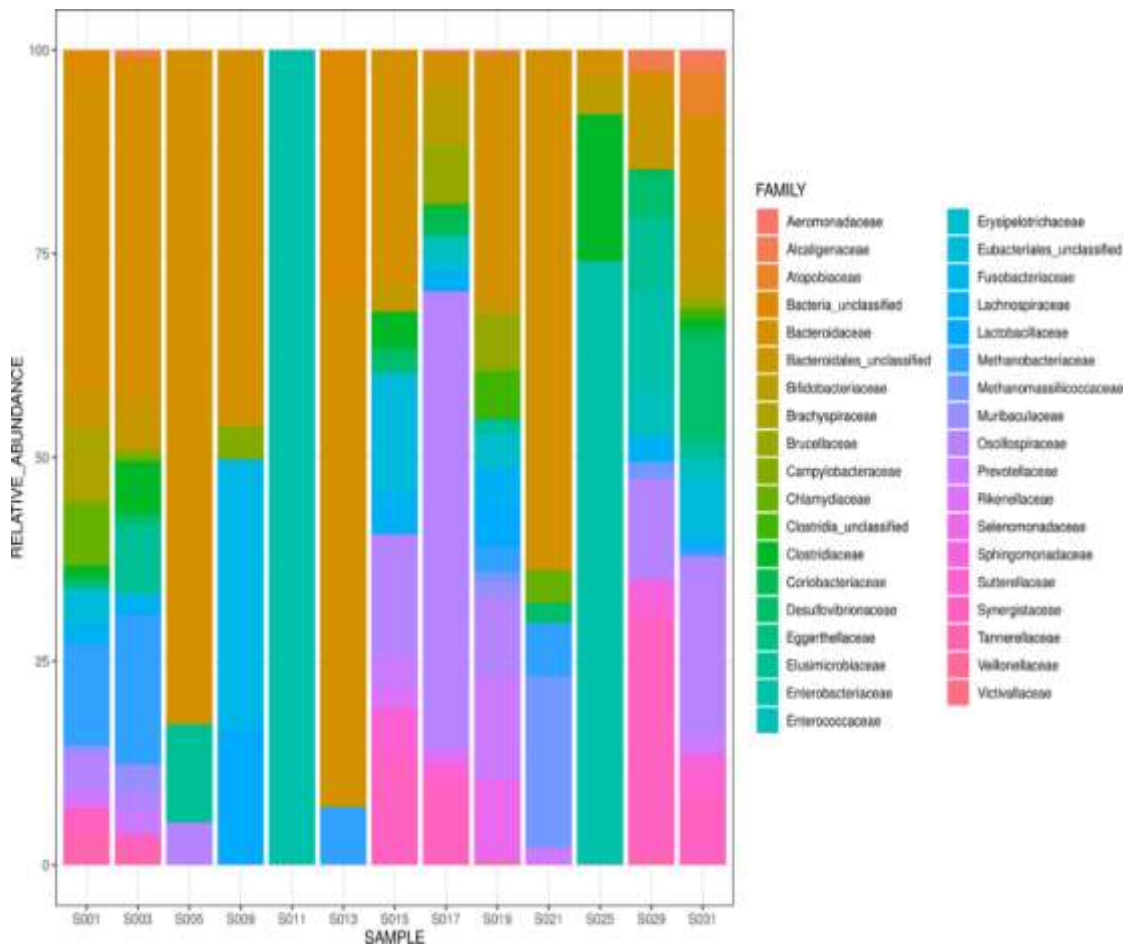 RELATIVE_ABUNDANCE
100
75
50
25
0
S001 S003 S005 S009 S011 S013 S015 S017 S019 S021 S025 S029 S031
SAMPLE
FAMILY
Aeromonadaceae
Alcaligenaceae
Atopobiaceae
Bacteria_unclassified
Bacteroidaceae
Bacteroidales_unclassified
Bifidobacteriaceae
Brachyspiraceae
Brucellaceae
Campylobacteraceae
Chlamydiaceae
Clostridia_unclassified
Clostridiaceae
Coriobacteriaceae
Desulfovibrionaceae
Eggerthellaceae
Elusimicrobiaceae
Enterobacteriaceae
Enterococcaceae
Erysipelotrichaceae
Eubacteriales_unclassified
Fusobacteriaceae
Lachnospiraceae
Lactobacillaceae
Methanobacteriaceae
Methanomassiliicoccaceae
Muribaculaceae
Oscillospiraceae
Prevotellaceae
Rikenellaceae
Selenomonadaceae
Sphingomonadaceae
Sutterellaceae
Synergistaceae
Tannerellaceae
Veillonellaceae
Victivallaceae